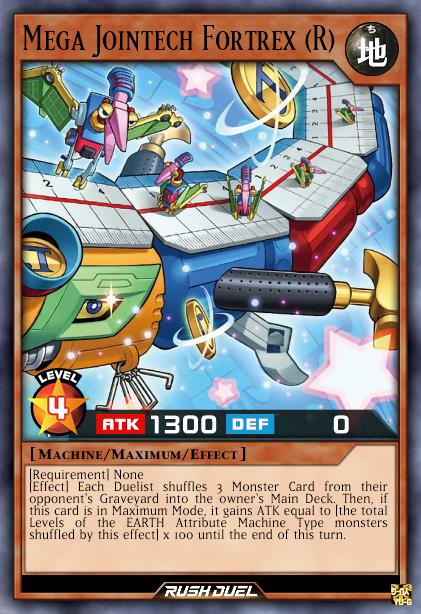 MEGA JOINTECH FORTREX (R)
ち
地
LEVEL
4
ATK 1300 DEF 0
[MACHINE/MAXIMUM/EFFECT]
[Requirement] None
[Effect] Each Duelist shuffles 3 Monster Card from their
opponent's Graveyard into the owner's Main Deck. Then, if
this card is in Maximum Mode, it gains ATK equal to [the total
Levels of the EARTH Attribute Machine Type monsters
shuffled by this effect] x 100 until the end of this turn.
RUSH DUEL